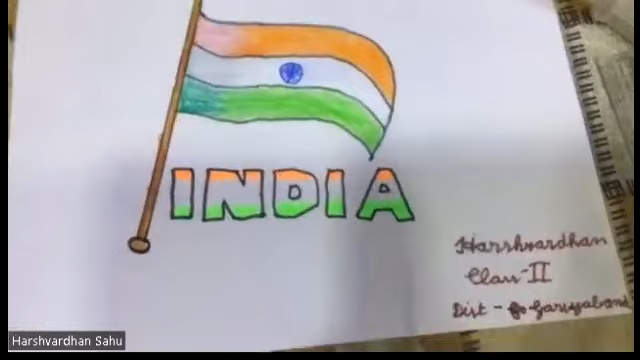 INDIA
Harshvardhan
Class-II
Dist - Gariyaband
Harshvardhan Sahu